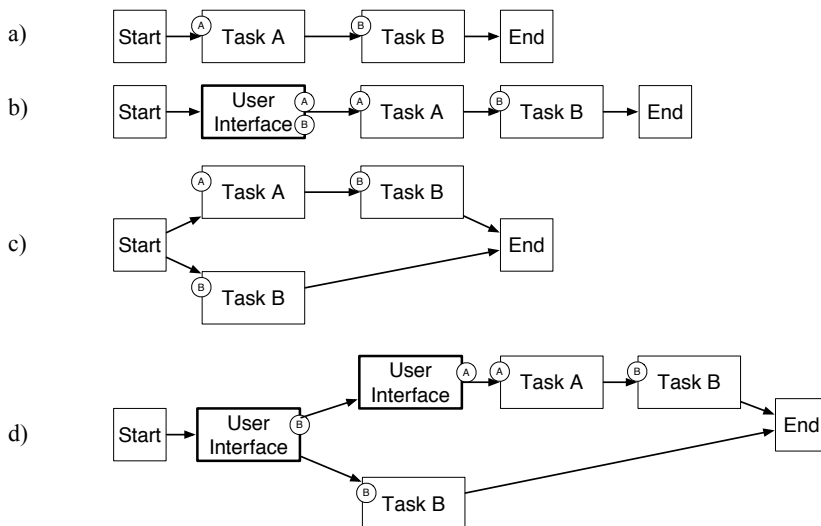 a)
Start
A
Task A
B
Task B
End
b)
Start
User
Interface
A
B
A
Task A
B
Task B
End
c)
A
Task A
B
Task B
Start
End
B
Task B
d)
User
Interface
A
A
Task A
B
Task B
Start
User
Interface
B
End
B
Task B